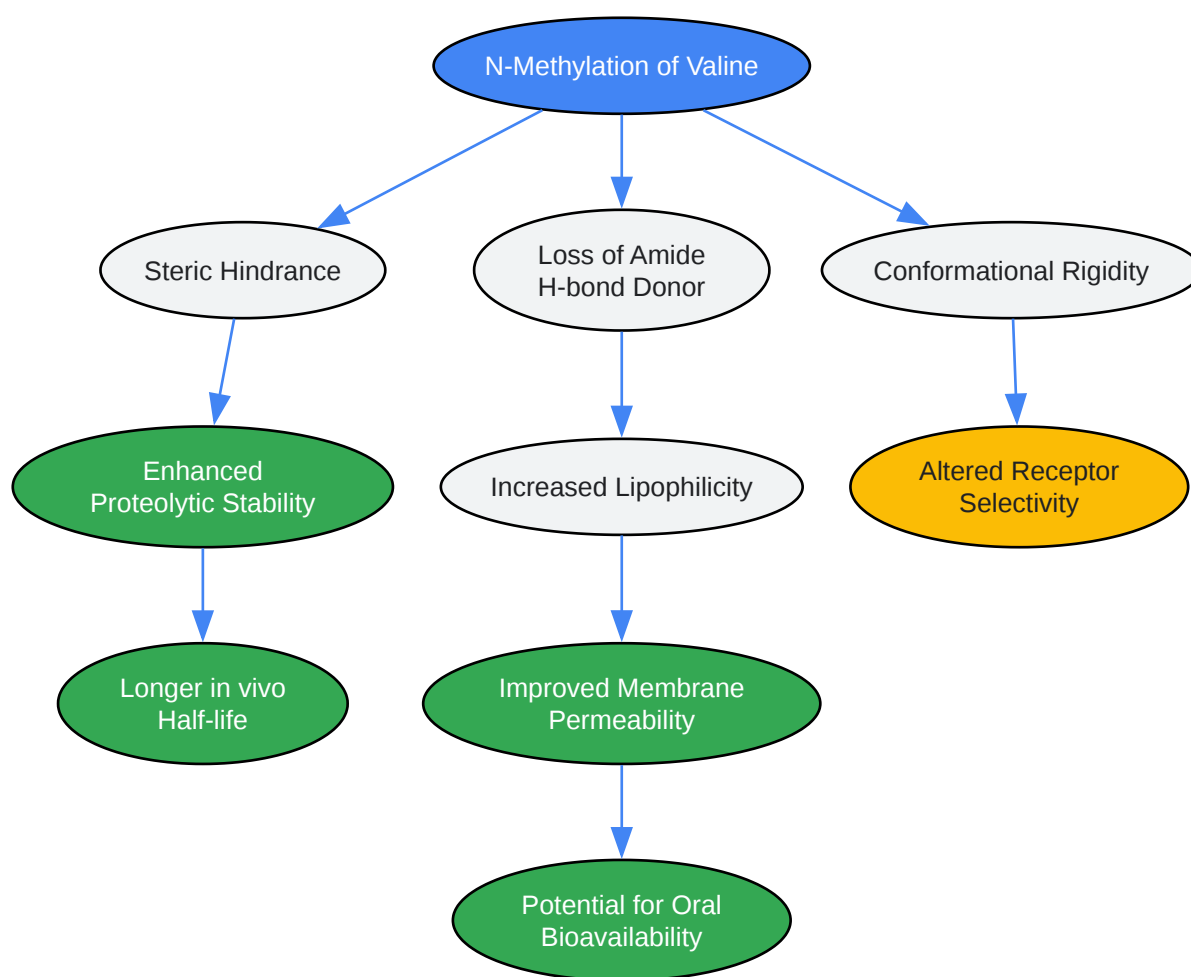 N-Methylation of Valine
Steric Hindrance
Loss of Amide
H-bond Donor
Conformational Rigidity
Enhanced
Proteolytic Stability
Increased Lipophilicity
Altered Receptor
Selectivity
Longer in vivo
Half-life
Improved Membrane
Permeability
Potential for Oral
Bioavailability